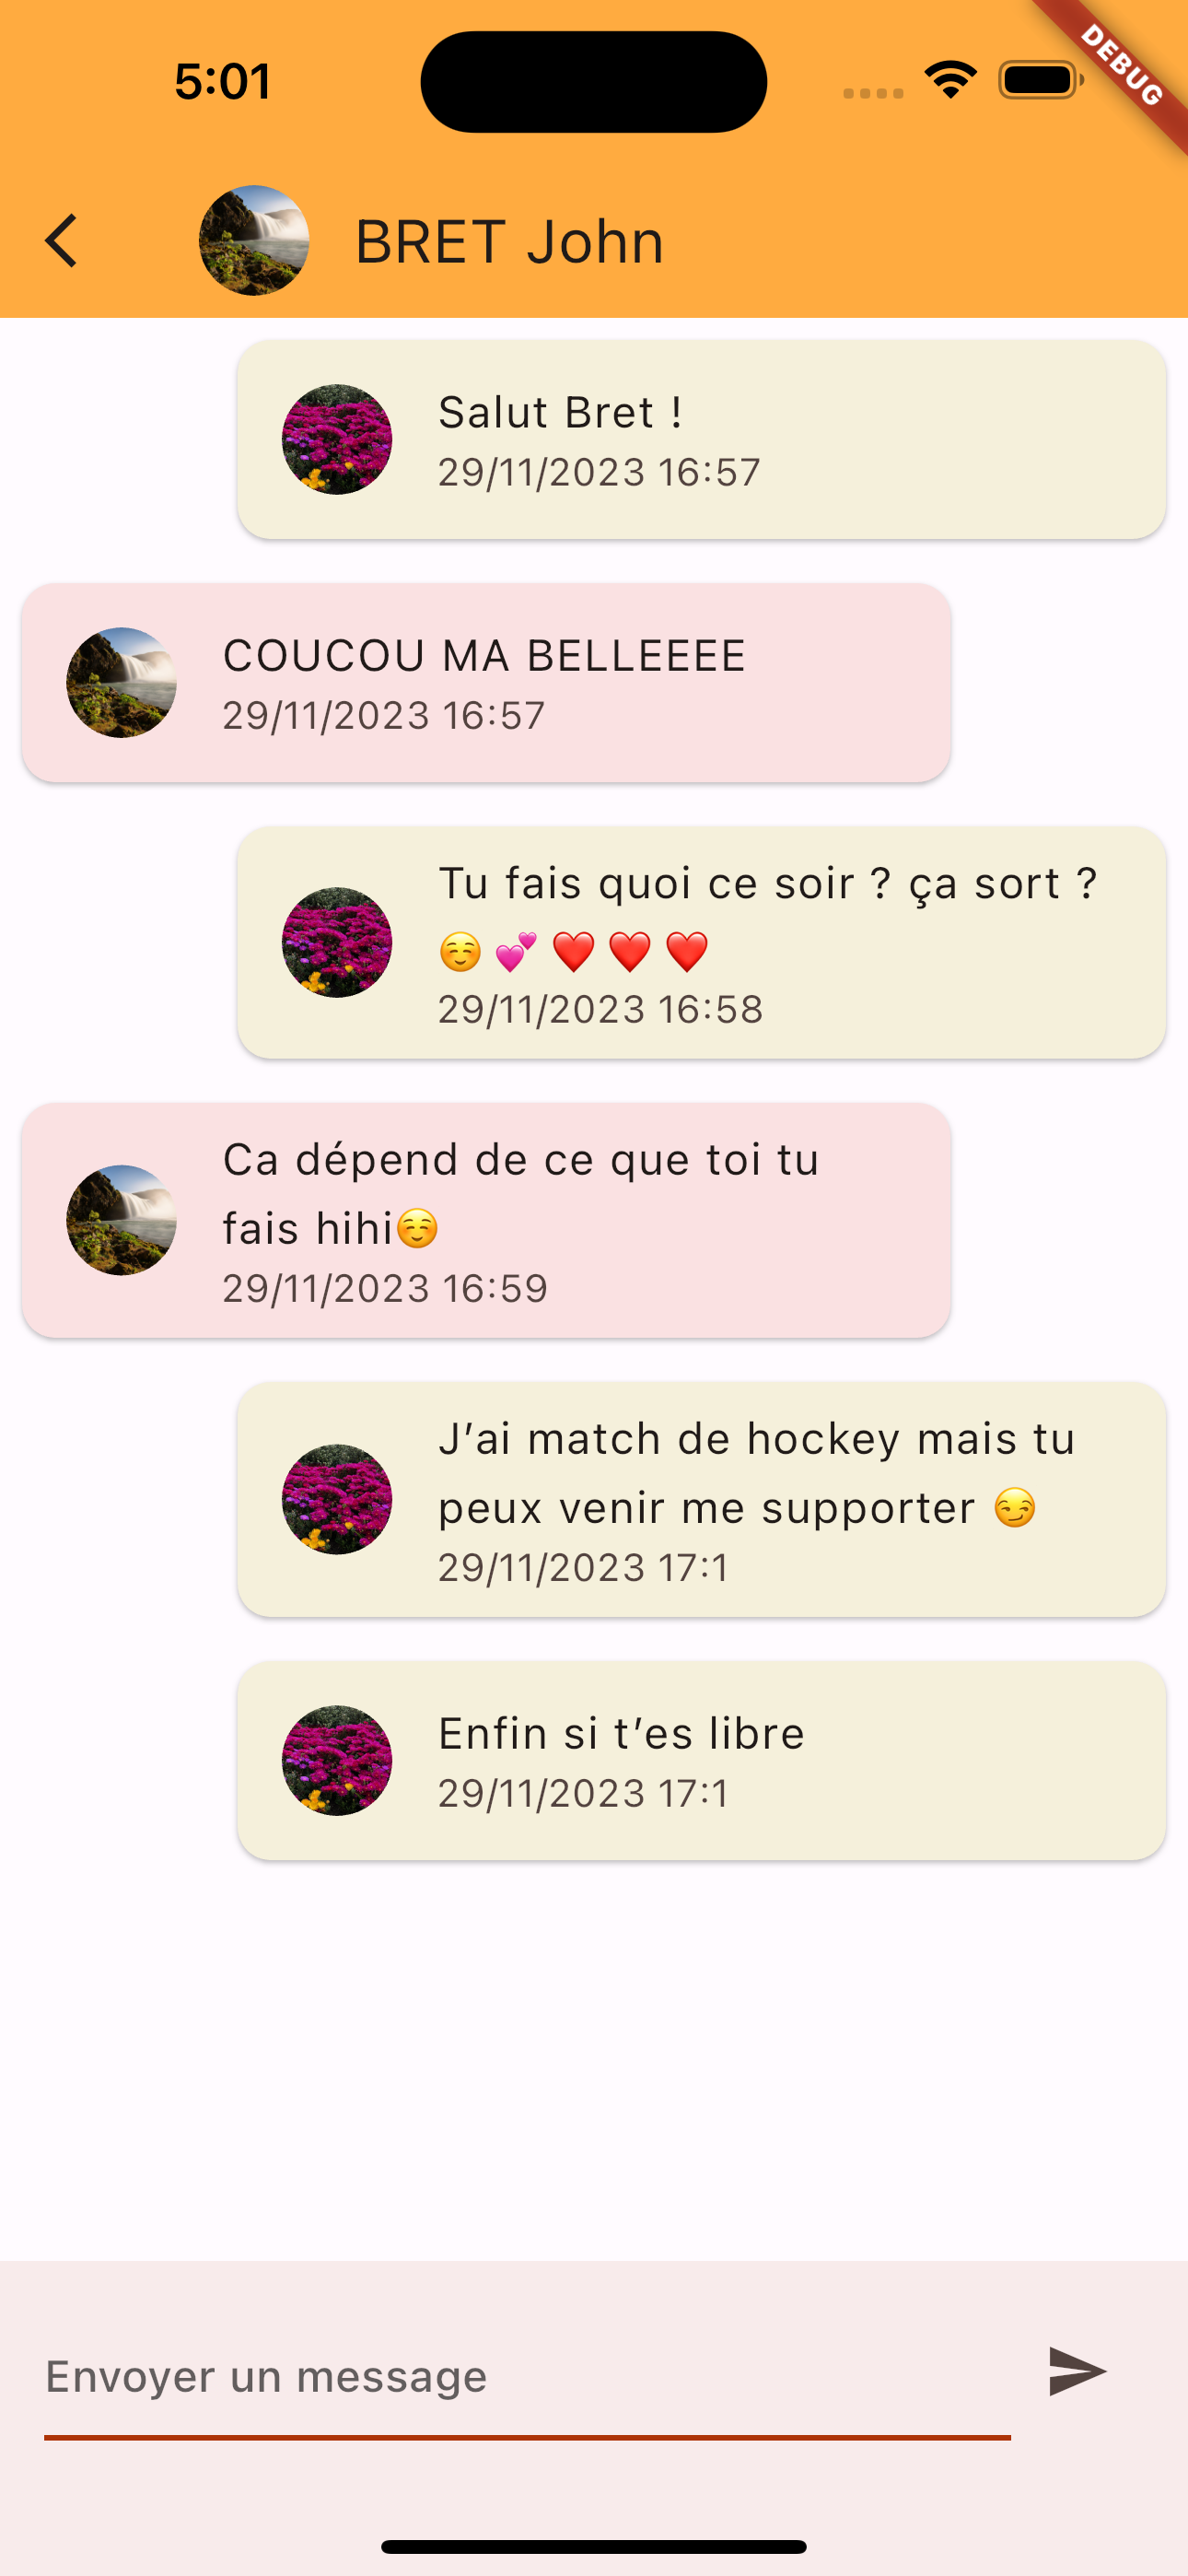 5:01
DEBUG
BRET John
Salut Bret !
29/11/2023 16:57
COUCOU MA BELLEEEE
29/11/2023 16:57
Tu fais quoi ce soir ? ça sort ?
☺️ 💕 ❤️ ❤️ ❤️
29/11/2023 16:58
Ca dépend de ce que toi tu
fais hihi☺️
29/11/2023 16:59
J’ai match de hockey mais tu
peux venir me supporter 😏
29/11/2023 17:1
Enfin si t’es libre
29/11/2023 17:1
Envoyer un message